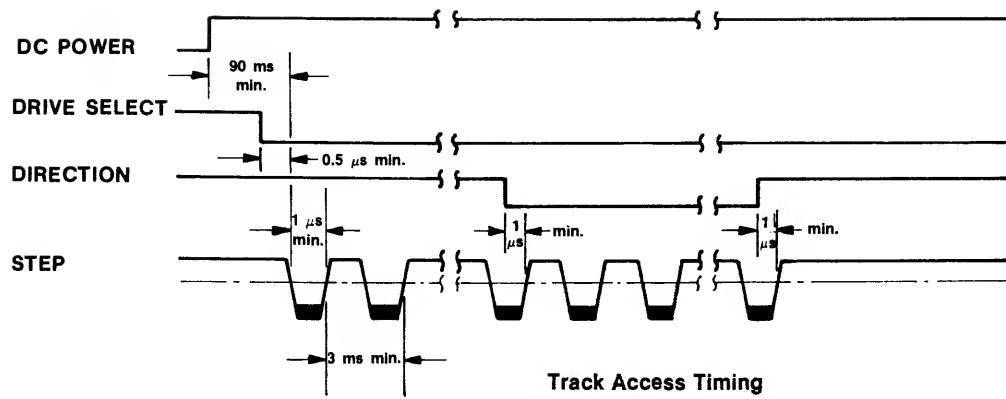 DC POWER
90 ms
min.
DRIVE SELECT
0.5 μs min.
DIRECTION
1 μs
min.
1
μs
min.
1
μs
min.
STEP
3 ms min.
Track Access Timing